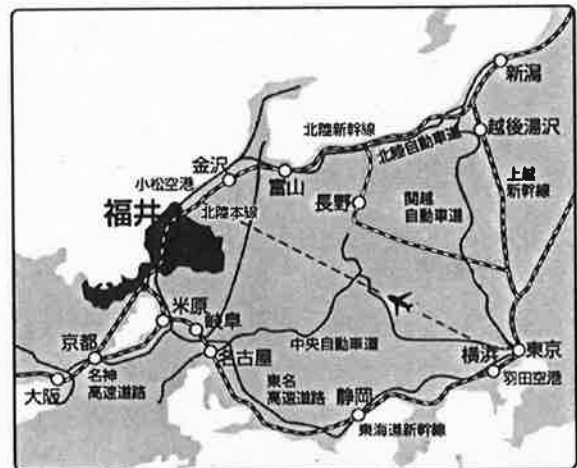 新潟
北陸新幹線
北陸自動車道
越後湯沢
金沢
小松空港
富山
上越
新幹線
福井
北陸本線
長野
関越
自動車道
米原
岐阜
京都
名古屋
中央自動車道
横浜
東京
名神
高速道路
大阪
東名
高速道路
静岡
羽田空港
東海道新幹線